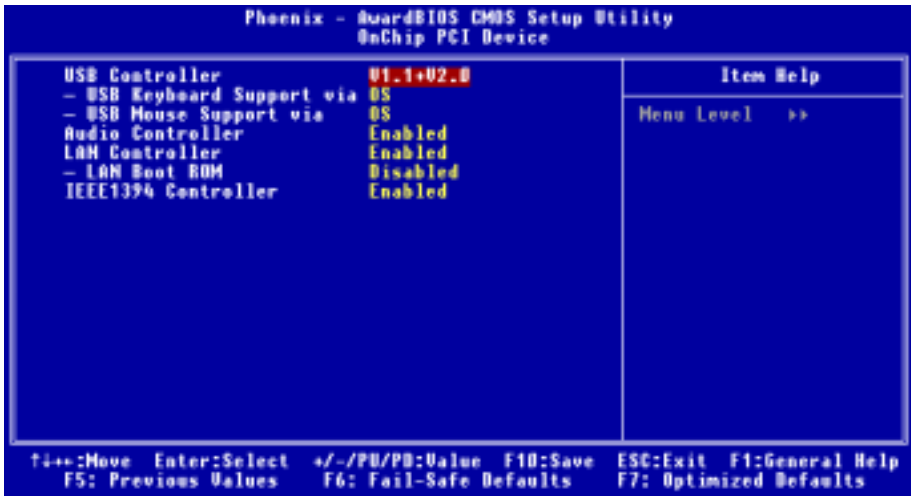 Phoenix - AwardBIOS CMOS Setup Utility
OnChip PCI Device
USB Controller V1.1+V2.0
- USB Keyboard Support via OS
- USB Mouse Support via OS
Audio Controller Enabled
LAN Controller Enabled
- LAN Boot ROM Disabled
IEEE1394 Controller Enabled
Item Help
Menu Level ►►
↑↓→←:Move Enter:Select +/-/PU/PD:Value F10:Save ESC:Exit F1:General Help
F5: Previous Values F6: Fail-Safe Defaults F7: Optimized Defaults